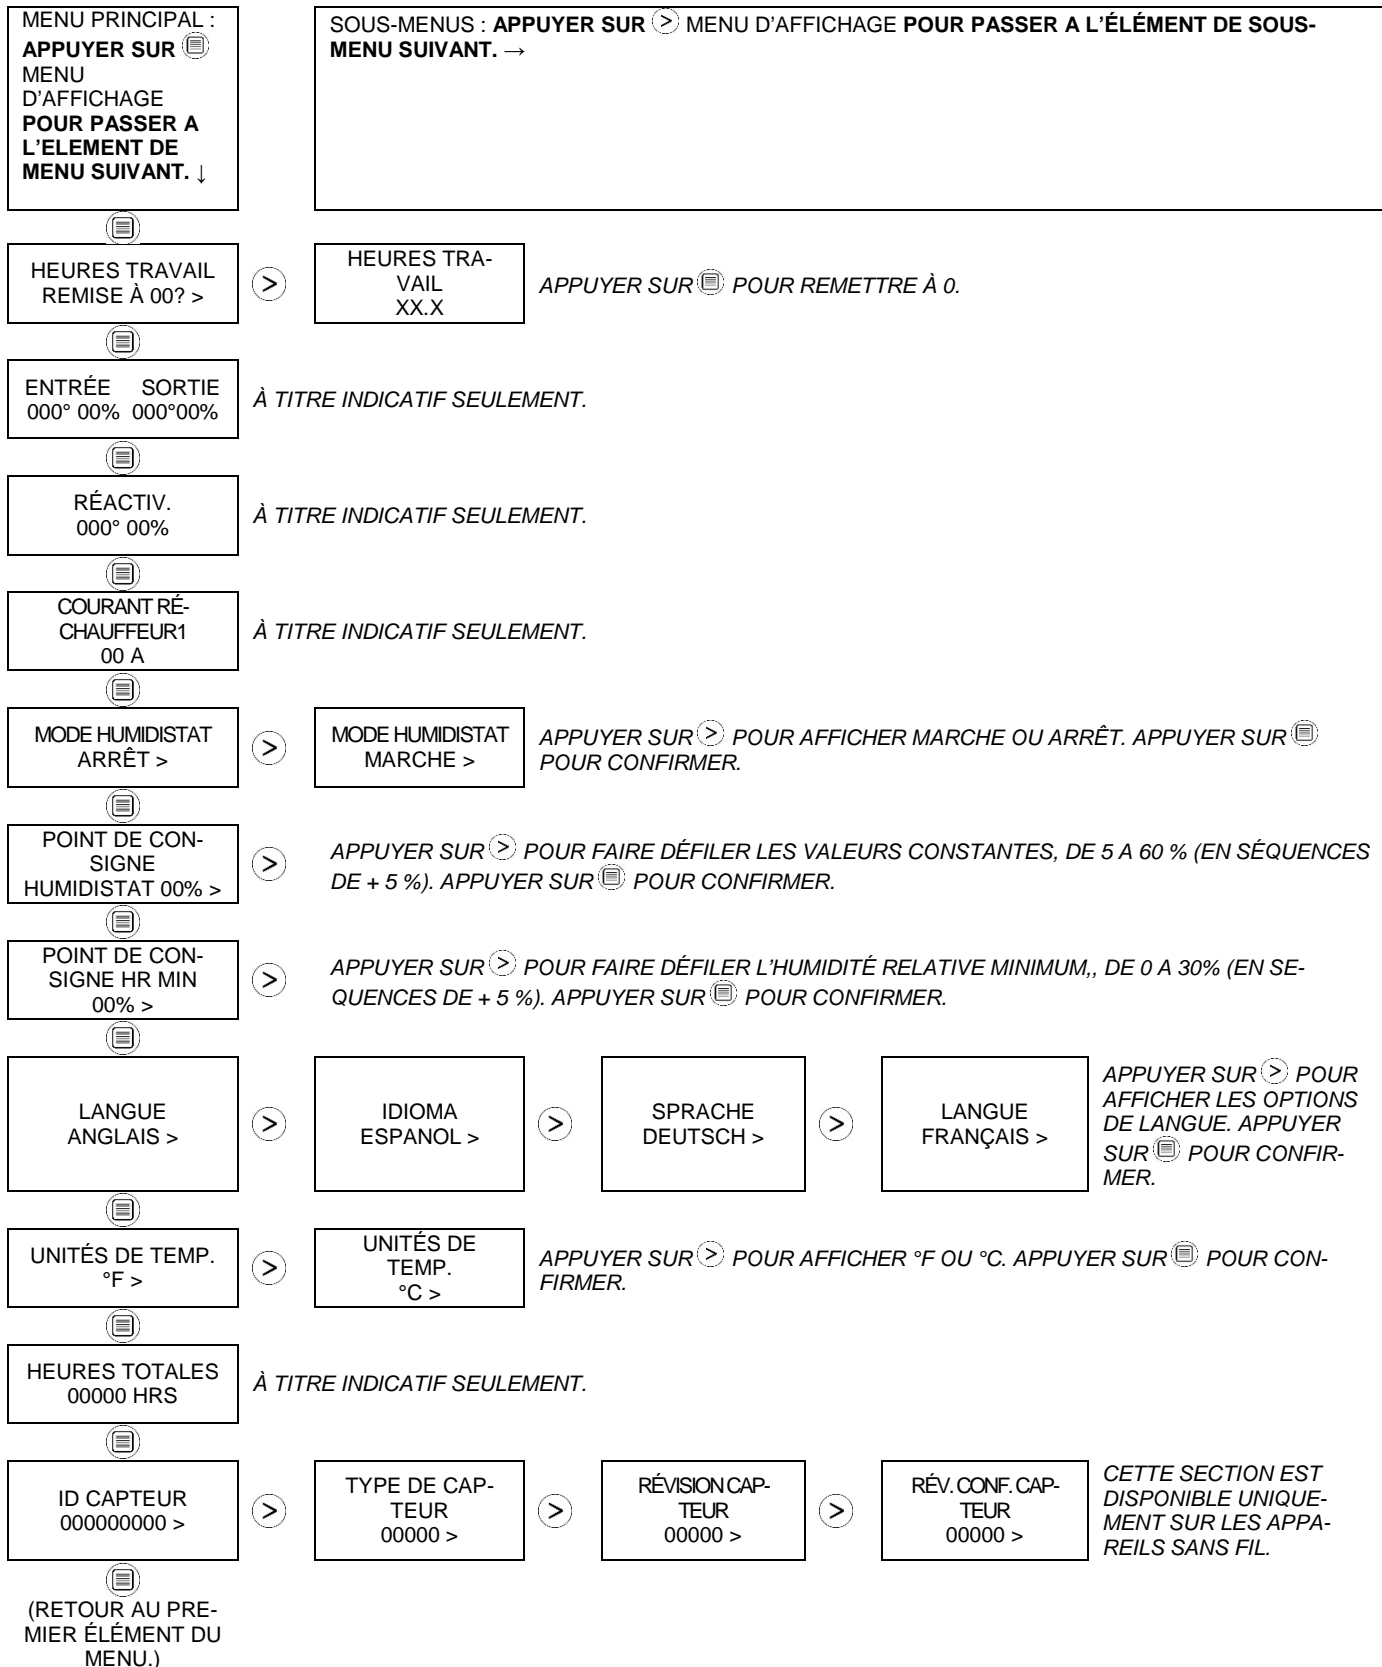 MENU PRINCIPAL :
APPUYER SUR
MENU
D'AFFICHAGE
POUR PASSER A
L'ELEMENT DE
MENU SUIVANT. ↓
SOUS-MENUS : APPUYER SUR > MENU D'AFFICHAGE POUR PASSER A L'ÉLÉMENT DE SOUS-
MENU SUIVANT. →
HEURES TRAVAIL
REMISE À 00? >
>
HEURES TRA-
VAIL
XX.X
APPUYER SUR POUR REMETTRE À 0.
ENTRÉE SORTIE
000° 00% 000°00%
À TITRE INDICATIF SEULEMENT.
RÉACTIV.
000° 00%
À TITRE INDICATIF SEULEMENT.
COURANT RÉ-
CHAUFFEUR1
00 A
À TITRE INDICATIF SEULEMENT.
MODE HUMIDISTAT
ARRÊT >
>
MODE HUMIDISTAT
MARCHE >
APPUYER SUR > POUR AFFICHER MARCHE OU ARRÊT. APPUYER SUR
POUR CONFIRMER.
POINT DE CON-
SIGNE
HUMIDISTAT 00% >
>
APPUYER SUR > POUR FAIRE DÉFILER LES VALEURS CONSTANTES, DE 5 A 60 % (EN SÉQUENCES
DE + 5 %). APPUYER SUR POUR CONFIRMER.
POINT DE CON-
SIGNE HR MIN
00% >
>
APPUYER SUR > POUR FAIRE DÉFILER L'HUMIDITÉ RELATIVE MINIMUM,, DE 0 A 30% (EN SE-
QUENCES DE + 5 %). APPUYER SUR POUR CONFIRMER.
LANGUE
ANGLAIS >
>
IDIOMA
ESPANOL >
>
SPRACHE
DEUTSCH >
>
LANGUE
FRANÇAIS >
APPUYER SUR > POUR
AFFICHER LES OPTIONS
DE LANGUE. APPUYER
SUR POUR CONFIR-
MER.
UNITÉS DE TEMP.
°F >
>
UNITÉS DE
TEMP.
°C >
APPUYER SUR > POUR AFFICHER °F OU °C. APPUYER SUR POUR CON-
FIRMER.
HEURES TOTALES
00000 HRS
À TITRE INDICATIF SEULEMENT.
ID CAPTEUR
000000000 >
>
TYPE DE CAP-
TEUR
00000 >
>
RÉVISION CAP-
TEUR
00000 >
>
RÉV. CONF. CAP-
TEUR
00000 >
CETTE SECTION EST
DISPONIBLE UNIQUE-
MENT SUR LES APPA-
REILS SANS FIL.
(RETOUR AU PRE-
MIER ÉLÉMENT DU
MENU.)